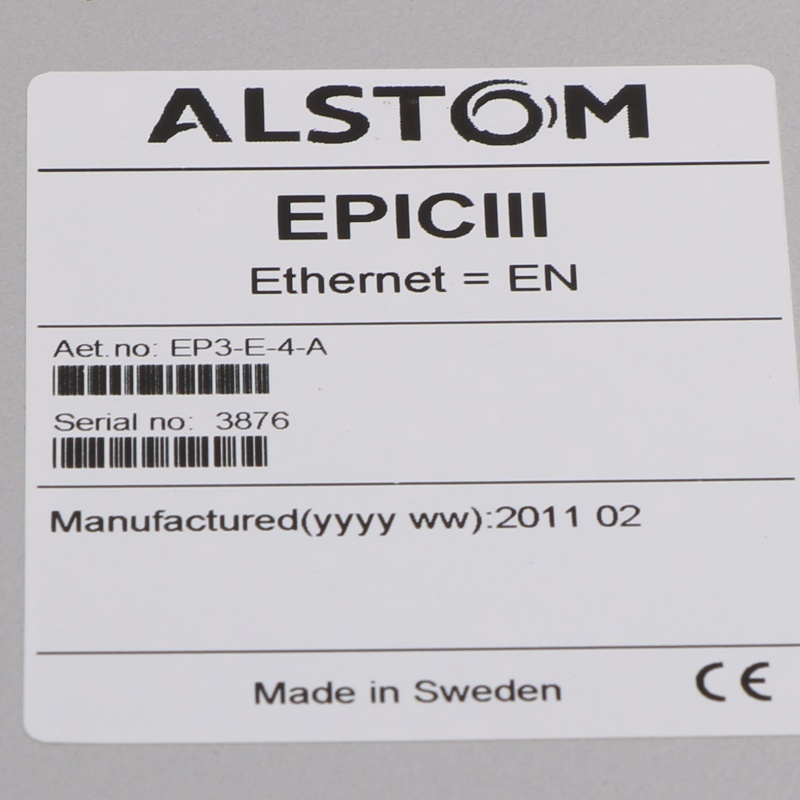 ALSTOM
EPICIII
Ethernet = EN
Aet.no: EP3-E-4-A
Serial no: 3876
Manufactured(yyyy ww):2011 02
Made in Sweden CE